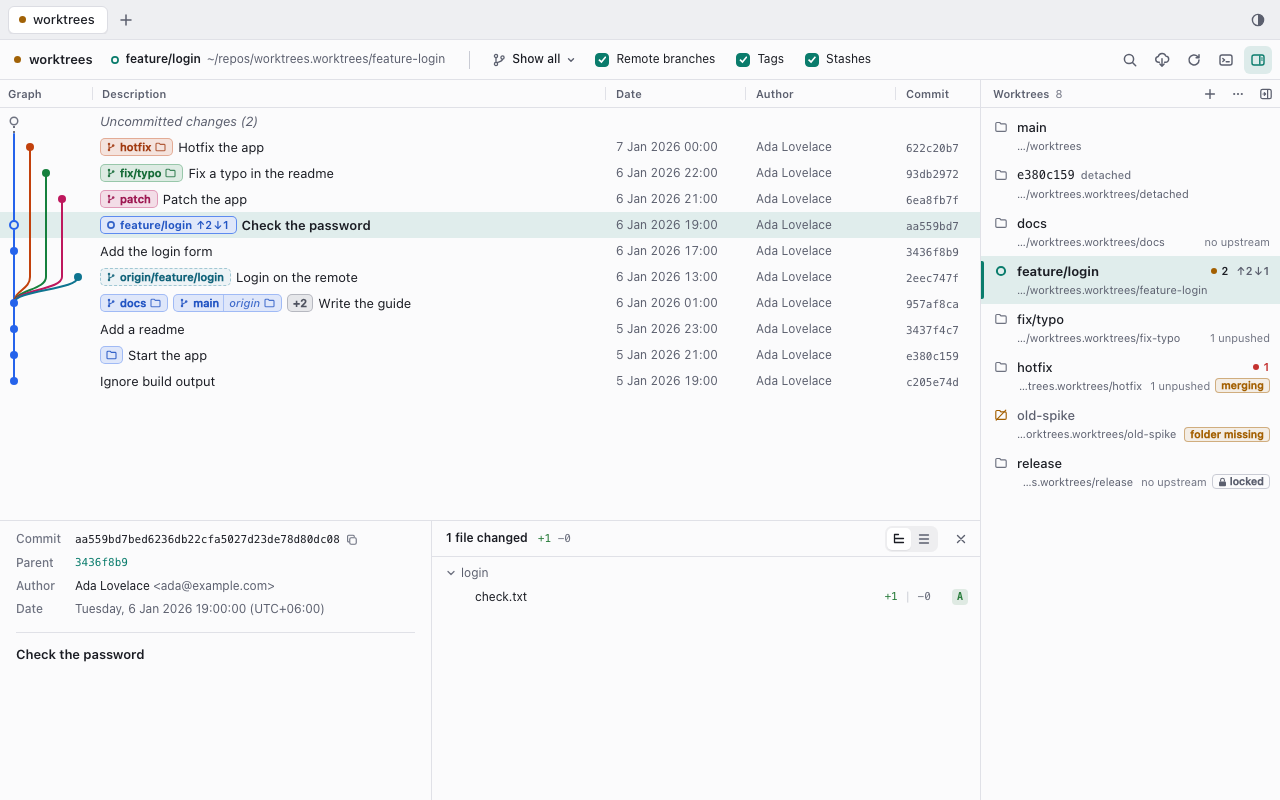 worktrees
worktrees feature/login ~/repos/worktrees.worktrees/feature-login Show all Remote branches Tags Stashes
Graph Description Date Author Commit
Uncommitted changes (2)
hotfix Hotfix the app 7 Jan 2026 00:00 Ada Lovelace 622c20b7
fix/typo Fix a typo in the readme 6 Jan 2026 22:00 Ada Lovelace 93db2972
patch Patch the app 6 Jan 2026 21:00 Ada Lovelace 6ea8fb7f
feature/login ↑2↓1 Check the password 6 Jan 2026 19:00 Ada Lovelace aa559bd7
Add the login form 6 Jan 2026 17:00 Ada Lovelace 3436f8b9
origin/feature/login Login on the remote 6 Jan 2026 13:00 Ada Lovelace 2eec747f
docs main origin +2 Write the guide 6 Jan 2026 01:00 Ada Lovelace 957af8ca
Add a readme 5 Jan 2026 23:00 Ada Lovelace 3437f4c7
Start the app 5 Jan 2026 21:00 Ada Lovelace e380c159
Ignore build output 5 Jan 2026 19:00 Ada Lovelace c205e74d
Worktrees 8
main
.../worktrees
e380c159 detached
.../worktrees.worktrees/detached
docs
.../worktrees.worktrees/docs no upstream
feature/login 2 ↑2↓1
.../worktrees.worktrees/feature-login
fix/typo
.../worktrees.worktrees/fix-typo 1 unpushed
hotfix 1
...trees.worktrees/hotfix 1 unpushed merging
old-spike
...orktrees.worktrees/old-spike folder missing
release
...s.worktrees/release no upstream locked
Commit aa559bd7bed6236db22cfa5027d23de78d80dc08
Parent 3436f8b9
Author Ada Lovelace <ada@example.com>
Date Tuesday, 6 Jan 2026 19:00:00 (UTC+06:00)
Check the password
1 file changed +1 −0
login
check.txt +1 | −0 A